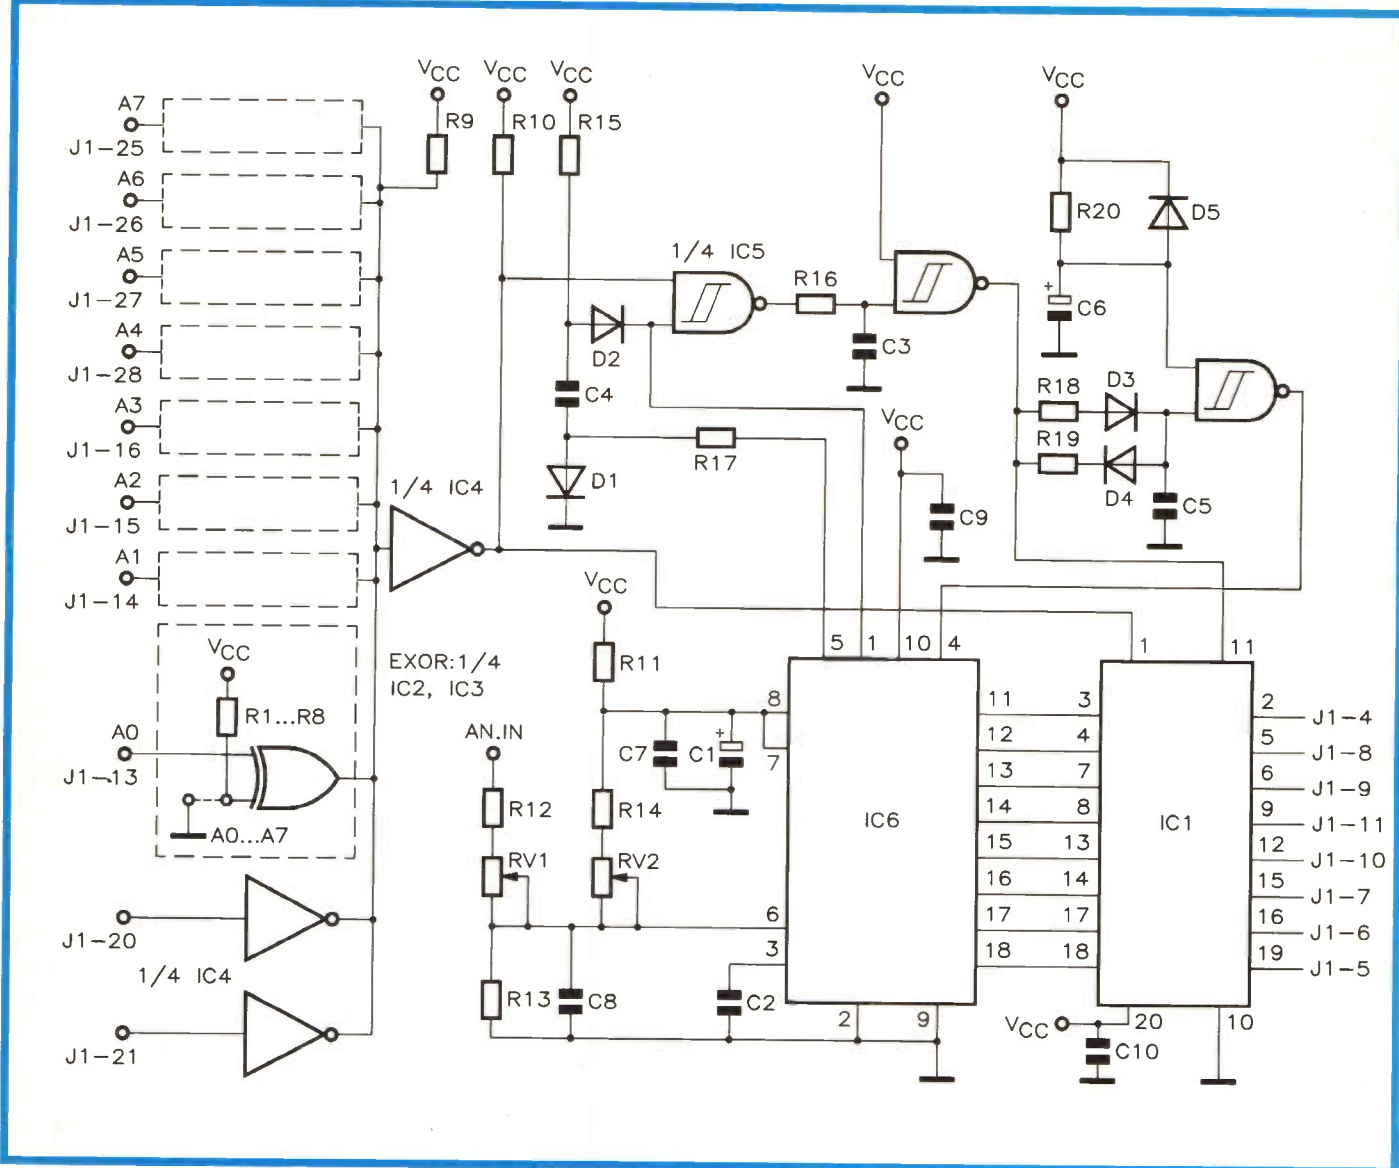 VCC VCC VCC VCC VCC
A7
J1-25
R9 R10 R15
A6
J1-26
R20 D5
A5
J1-27
1/4 IC5
R16
+
C6
A4
J1-28
D2
C3
A3
J1-16
C4
VCC
R18 D3
R17
R19
D4
A2
J1-15
1/4 IC4
D1
C9
C5
A1
J1-14
VCC
R11
5 1 10 4
1 11
VCC
R1...R8
EXOR:1/4
IC2, IC3
A0
J1-13
A0...A7
AN.IN
C7 C1 +
8
7
R12 R14
RV1 RV2
IC6
IC1
11 3
12 4
13 7
14 8
15 13
16 14
17 17
18 18
2 J1-4
5 J1-8
6 J1-9
9 J1-11
12 J1-10
15 J1-7
16 J1-6
19 J1-5
J1-20
6
3
1/4 IC4
R13 C8 C2
2 9
VCC
20 10
C10
J1-21